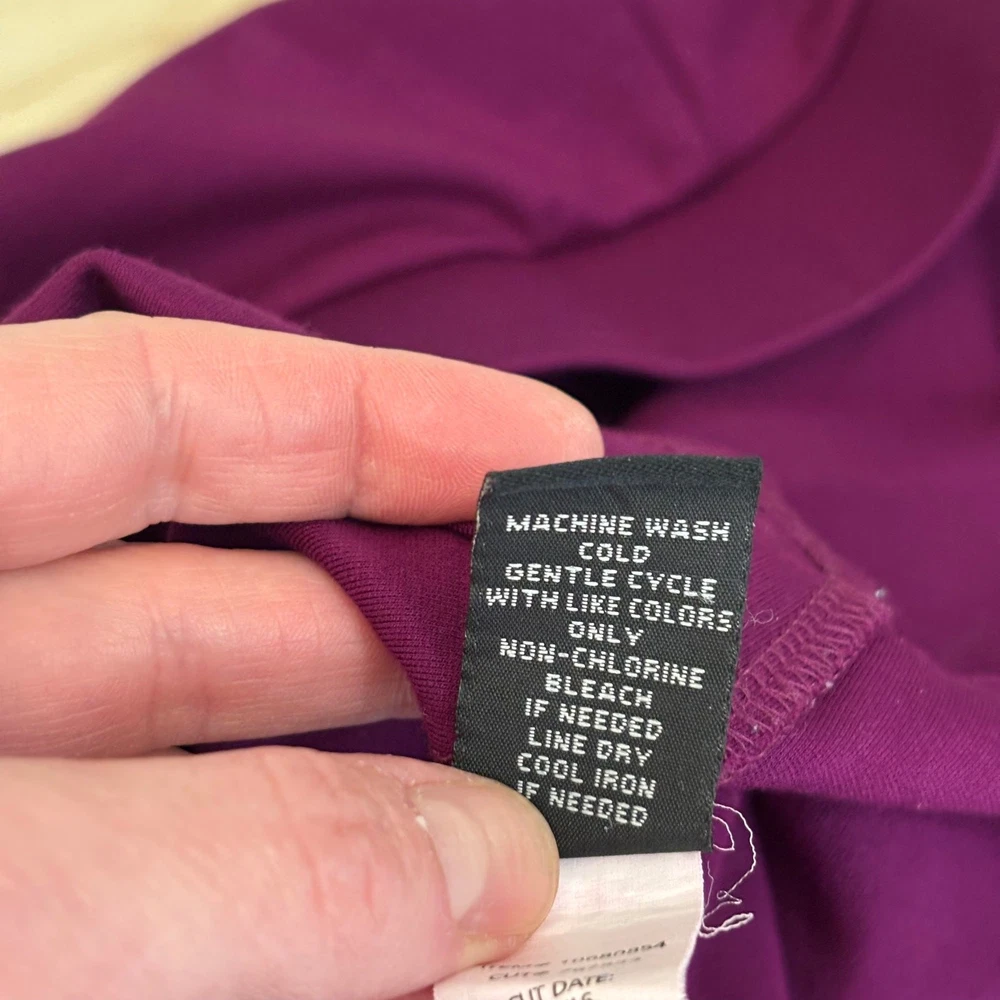 MACHINE WASH
COLD
GENTLE CYCLE
WITH LIKE COLORS
ONLY
NON-CHLORINE
BLEACH
IF NEEDED
LINE DRY
COOL IRON
IF NEEDED
DATE: